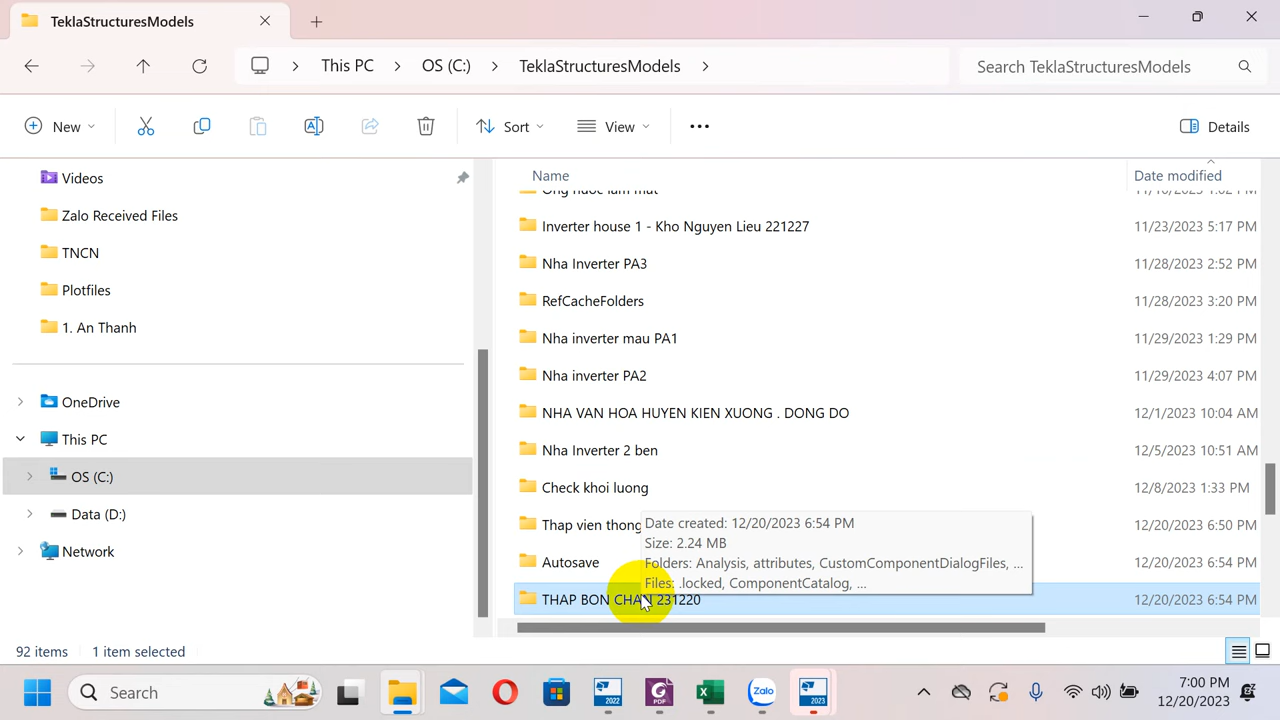 TeklaStructuresModels
This PC
OS (C:)
TeklaStructuresModels
Search TeklaStructuresModels
New
Sort
View
Details
Videos
Zalo Received Files
TNCN
Plotfiles
1. An Thanh
OneDrive
This PC
OS (C:)
Data (D:)
Network
Name
Date modified
Inverter house 1 - Kho Nguyen Lieu 221227
11/23/2023 5:17 PM
Nha Inverter PA3
11/28/2023 2:52 PM
RefCacheFolders
11/28/2023 3:20 PM
Nha inverter mau PA1
11/29/2023 1:29 PM
Nha inverter PA2
11/29/2023 4:07 PM
NHA VAN HOA HUYEN KIEN XUONG . DONG DO
12/1/2023 10:04 AM
Nha Inverter 2 ben
12/5/2023 10:51 AM
Check khoi luong
12/8/2023 1:33 PM
Thap vien thong
12/20/2023 6:50 PM
Autosave
12/20/2023 6:54 PM
THAP BON CHAN 231220
12/20/2023 6:54 PM
Date created: 12/20/2023 6:54 PM
Size: 2.24 MB
Folders: Analysis, attributes, CustomComponentDialogFiles, ...
Files: .locked, ComponentCatalog, ...
92 items
1 item selected
Search
2022
PDF
Zalo
2023
7:00 PM
12/20/2023